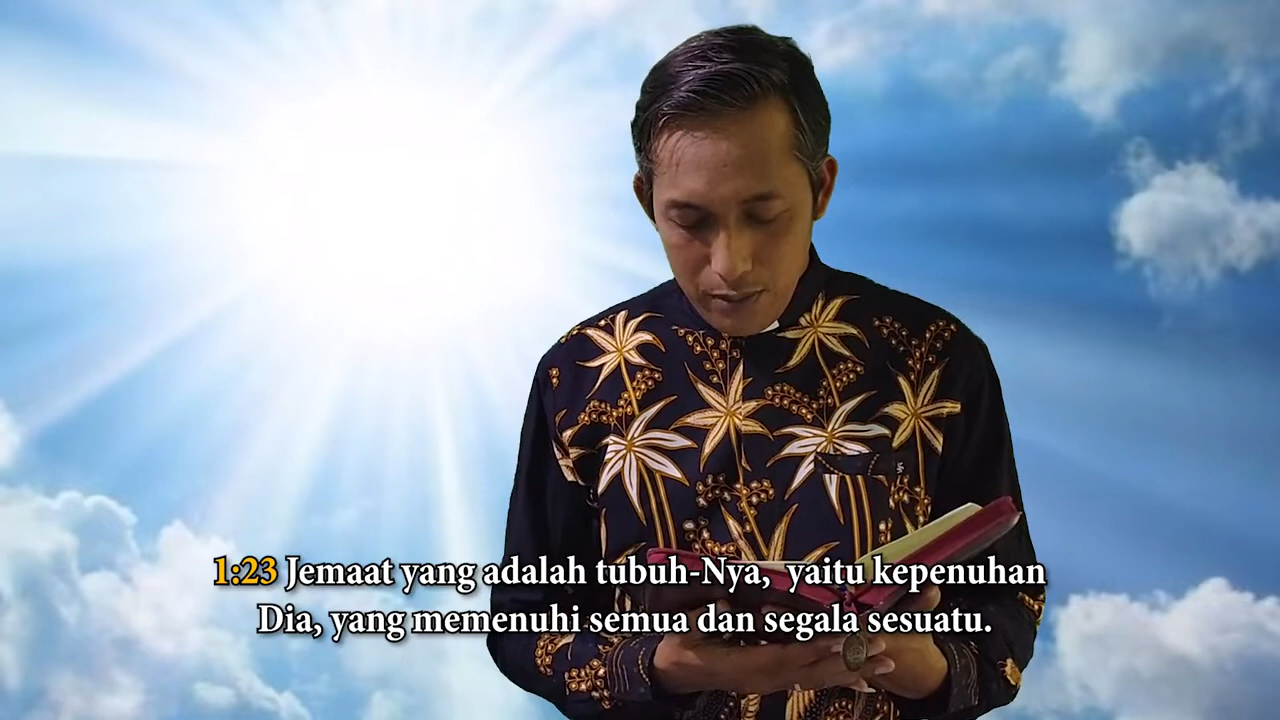 1:23 Jemaat yang adalah tubuh-Nya, yaitu kepenuhan
Dia, yang memenuhi semua dan segala sesuatu.